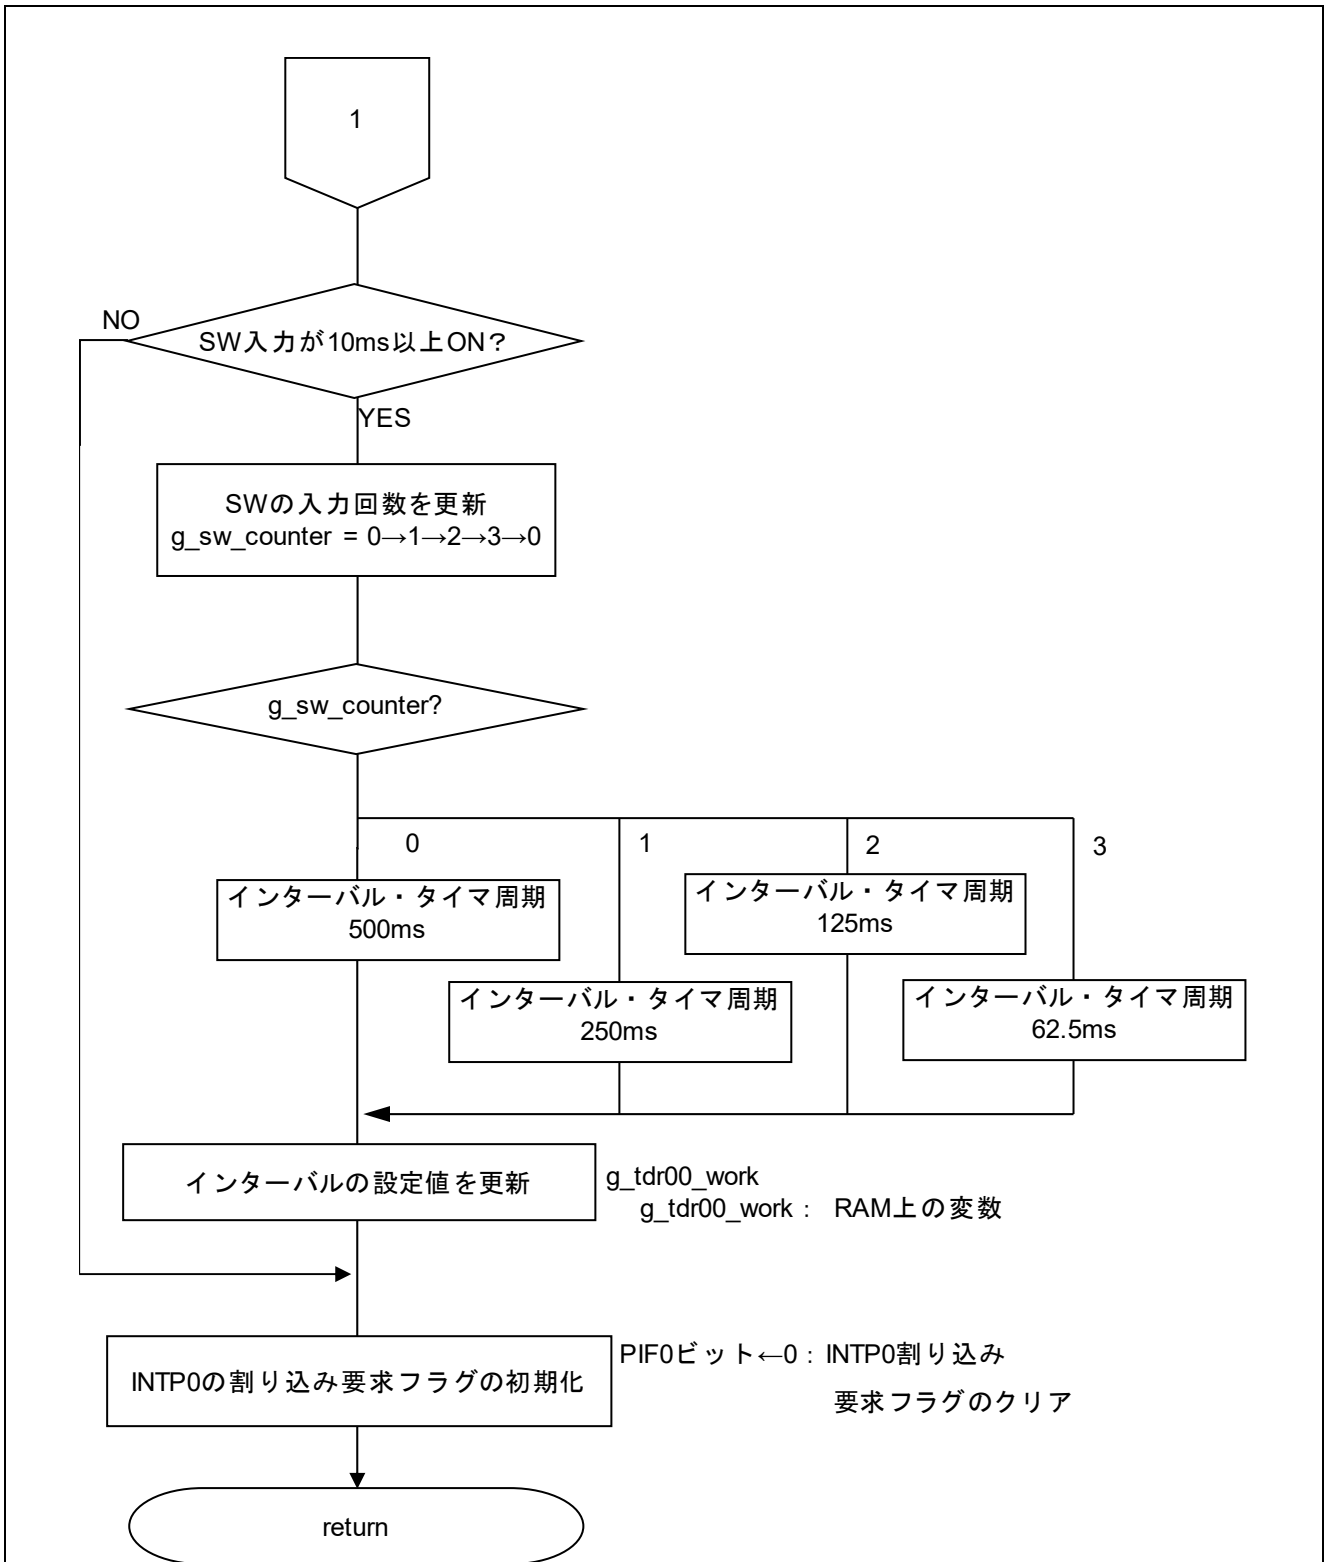 1
NO
SW入力が10ms以上ON？
YES
SWの入力回数を更新
g_sw_counter = 0→1→2→3→0
g_sw_counter?
0
1
2
3
インターバル・タイマ周期
500ms
インターバル・タイマ周期
125ms
インターバル・タイマ周期
250ms
インターバル・タイマ周期
62.5ms
インターバルの設定値を更新
g_tdr00_work
g_tdr00_work： RAM上の変数
INTP0の割り込み要求フラグの初期化
PIF0ビット←0：INTP0割り込み
要求フラグのクリア
return